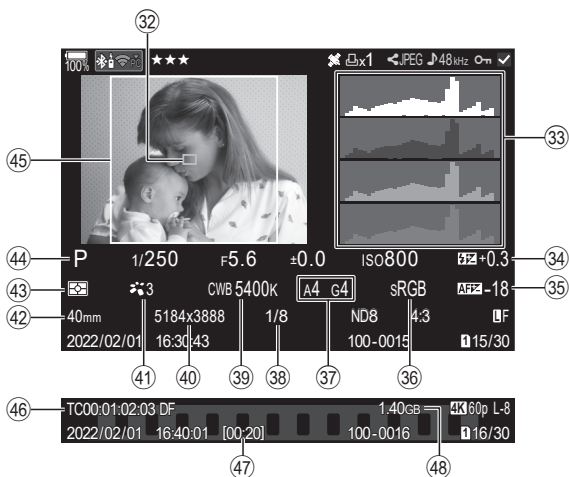 32
100% PC ★★★ x1 JPEG 48kHz
45
33
44 P 1/250 F5.6 ±0.0 ISO800 +0.3 34
43 3 CWB 5400K A4 G4 sRGB AFZ -18 35
42 40mm 5184x3888 1/8 ND8 4:3 LF
2022/02/01 16:30:43 100-0015 1 15/30
41 40 39 38 37 36
46 TC00:01:02:03 DF 1.40GB 4K 60p L-8
2022/02/01 16:40:01 [00:20] 100-0016 1 16/30
47 48